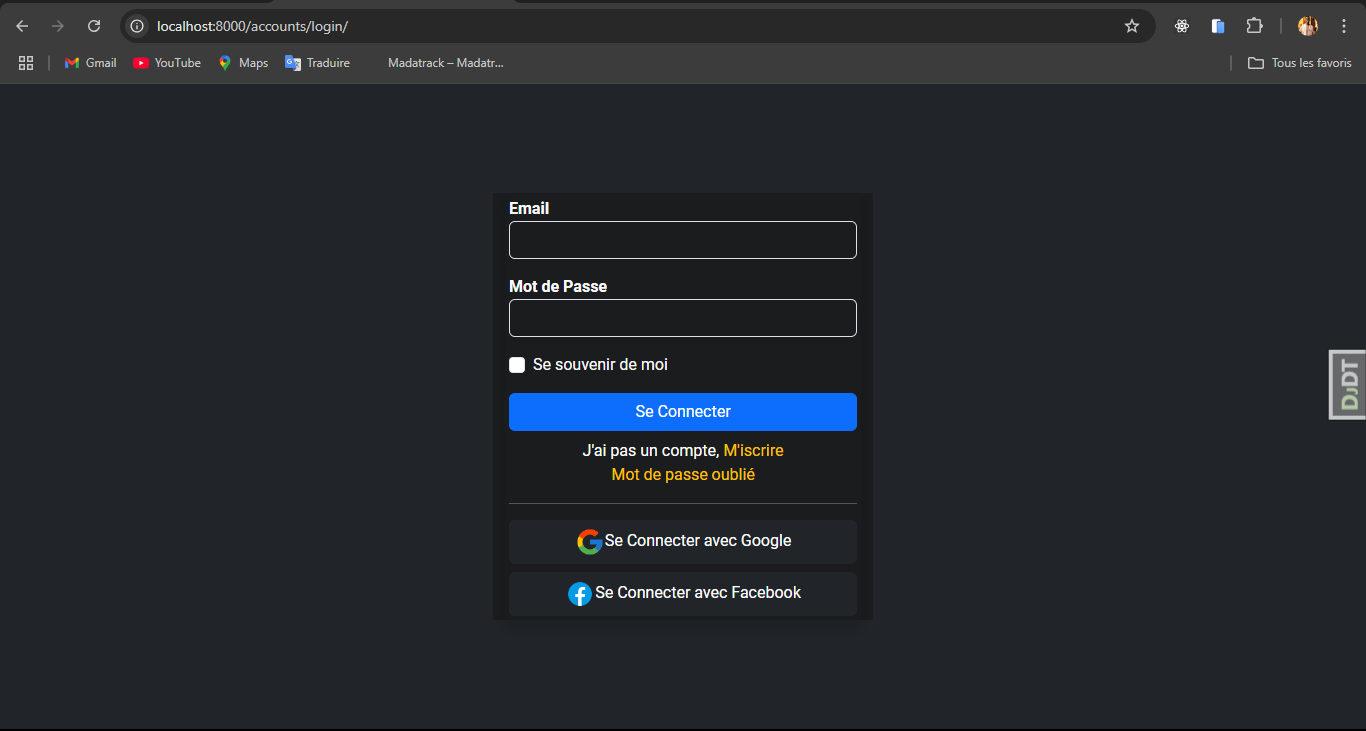 localhost:8000/accounts/login/
Gmail YouTube Maps Traduire Madatrack – Madatr... Tous les favoris
Email
Mot de Passe
Se souvenir de moi
Se Connecter
J'ai pas un compte, M'iscrire
Mot de passe oublié
Se Connecter avec Google
Se Connecter avec Facebook
DJDT